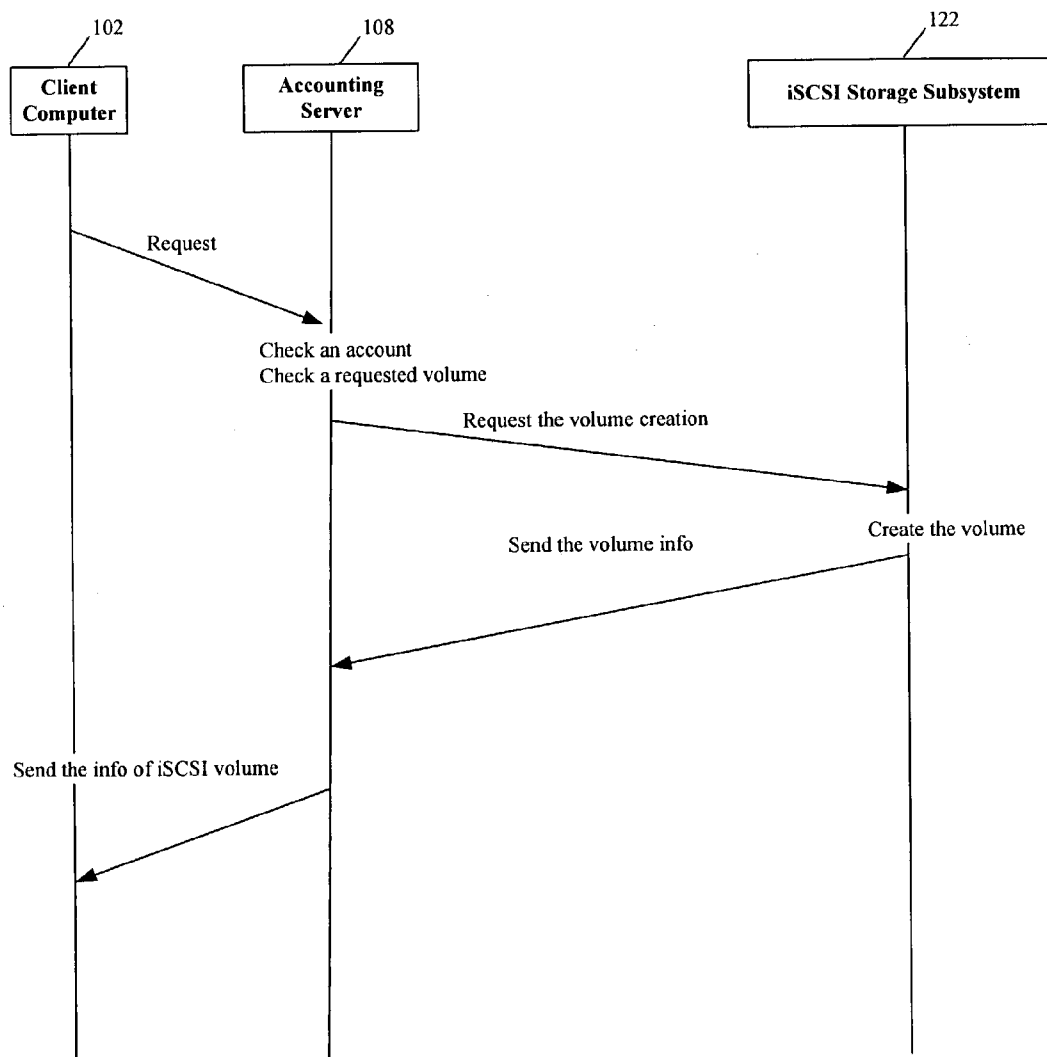 102
108
122
Client
Computer
Accounting
Server
iSCSI Storage Subsystem
Request
Check an account
Check a requested volume
Request the volume creation
Create the volume
Send the volume info
Send the info of iSCSI volume